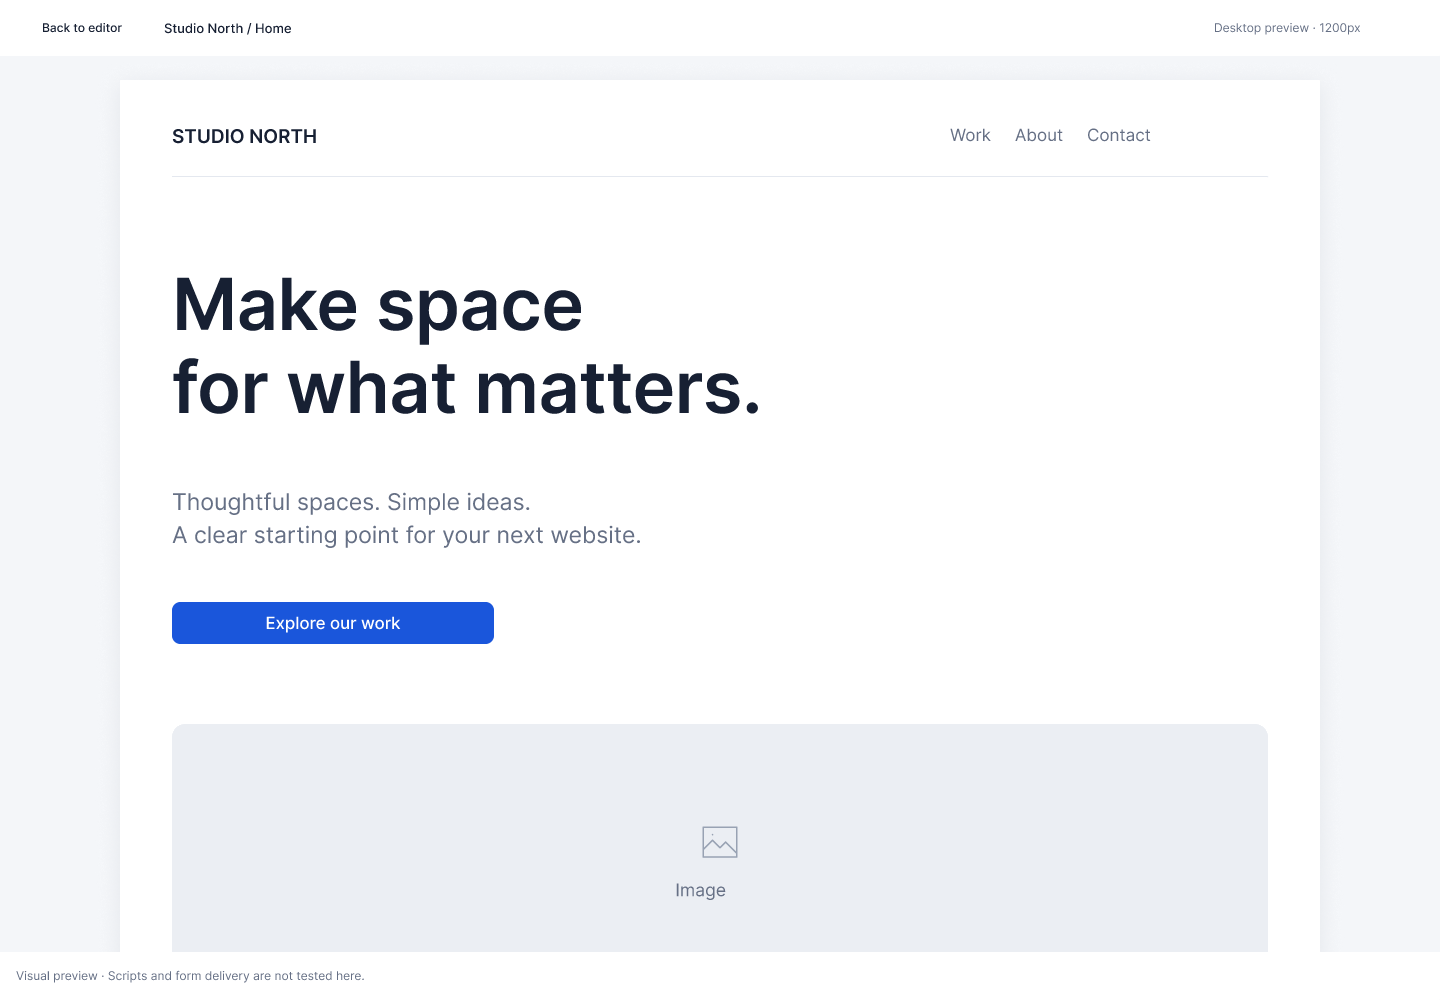 Back to editor
Studio North / Home
Desktop preview · 1200px
STUDIO NORTH
Work
About
Contact
Make space
for what matters.
Thoughtful spaces. Simple ideas.
A clear starting point for your next website.
Explore our work
Image
Visual preview · Scripts and form delivery are not tested here.